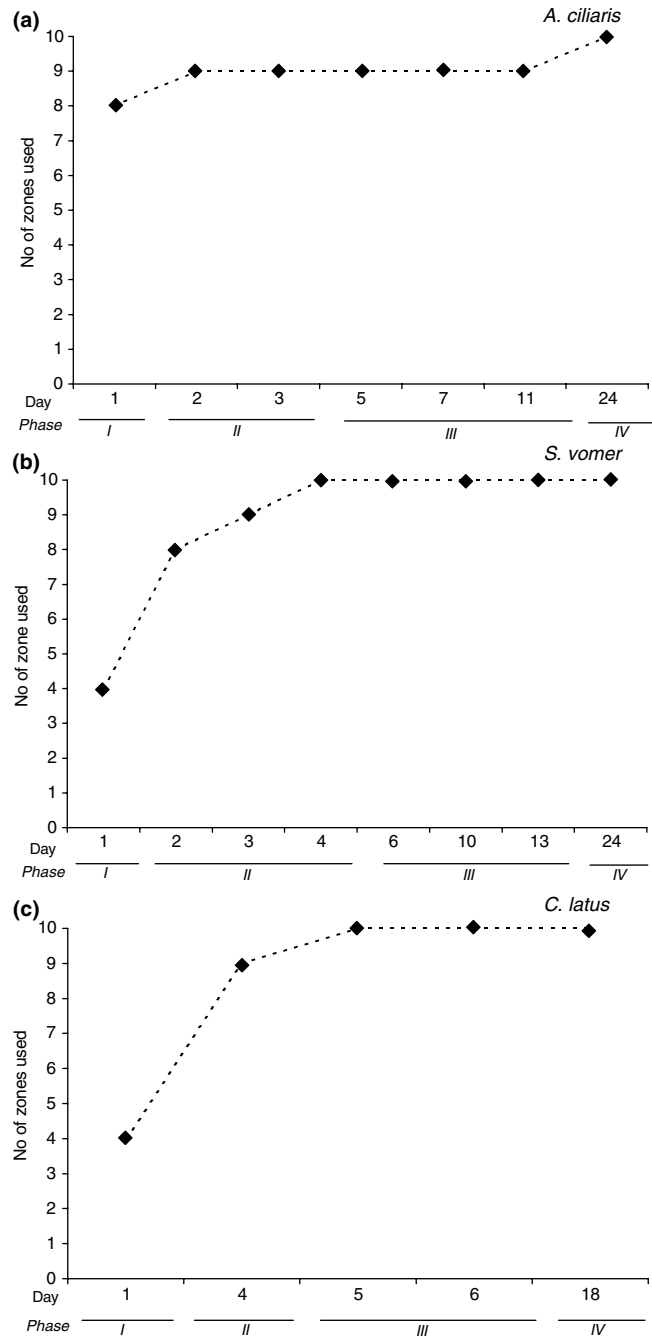 (a)
A. ciliaris
10
9
8
7
6
5
4
3
2
1
0
No of zones used
Day 1 2 3 5 7 11 24
Phase I II III IV
(b)
S. vomer
10
9
8
7
6
5
4
3
2
1
0
No of zone used
Day 1 2 3 4 6 10 13 24
Phase I II III IV
(c)
C. latus
10
9
8
7
6
5
4
3
2
1
0
No of zones used
Day 1 4 5 6 18
Phase I II III IV